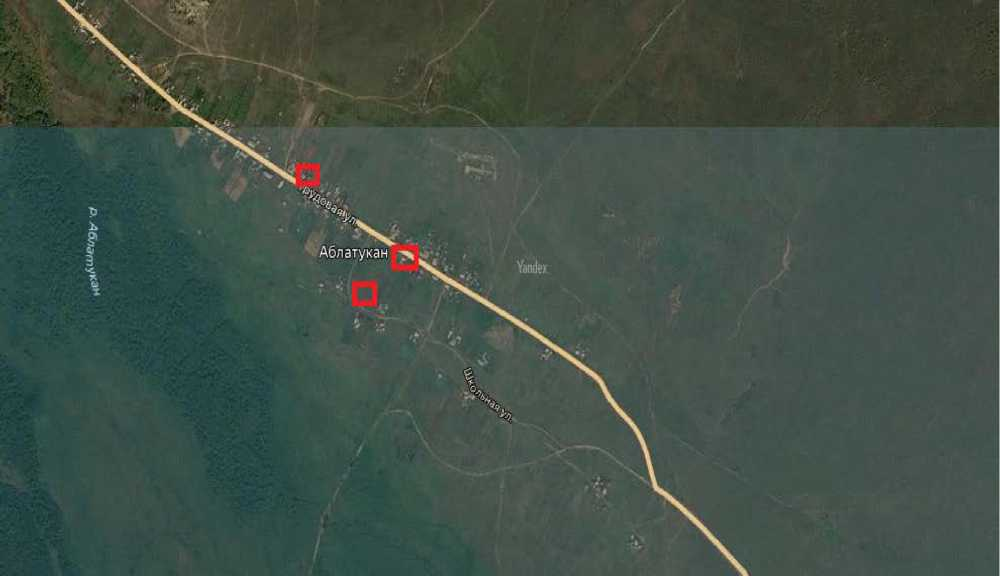 Трудовая ул.
р. Аблатукан
Аблатукан
Yandex
Школьная ул.